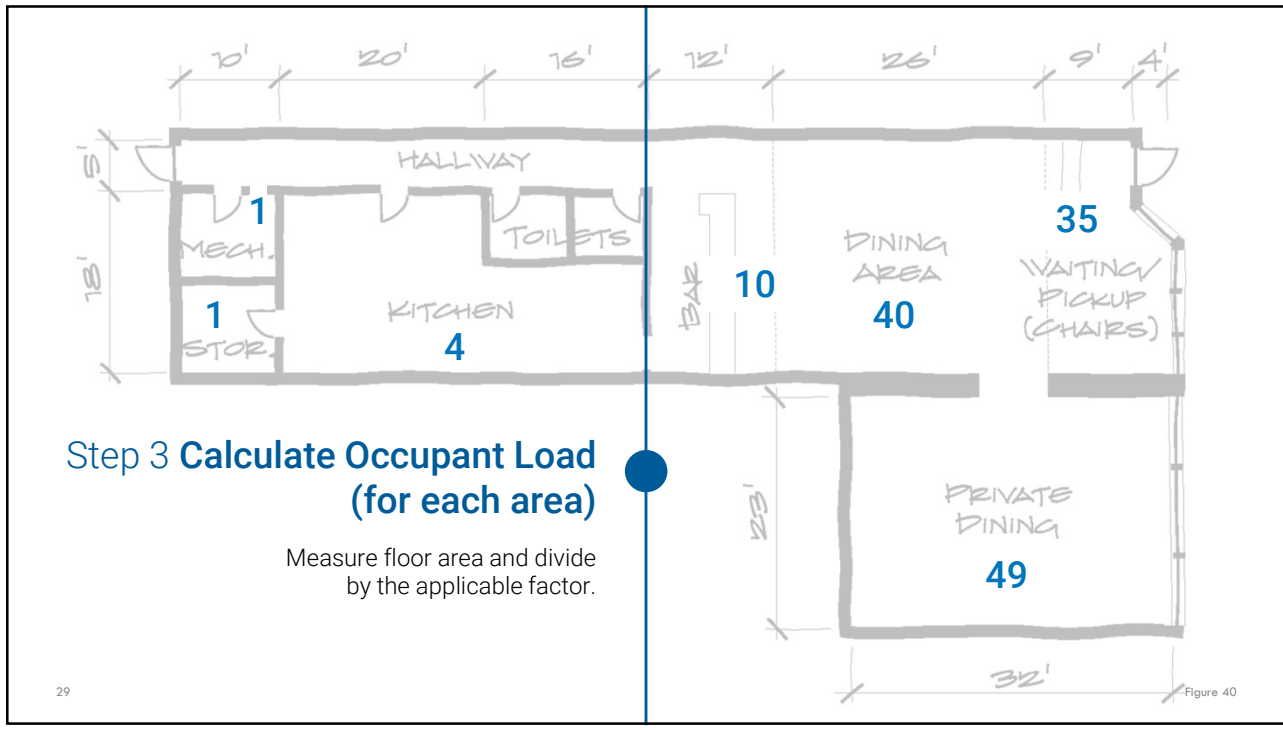 10' 20' 16' 12' 26' 9' 4'
5'
HALLWAY
1
MECH.
TOILETS
35
18'
1
STOR.
KITCHEN
4
BAR
10
DINING
AREA
40
WAITING/
PICKUP
(CHAIRS)
Step 3 Calculate Occupant Load
(for each area)
Measure floor area and divide
by the applicable factor.
23'
PRIVATE
DINING
49
32'
29
Figure 40